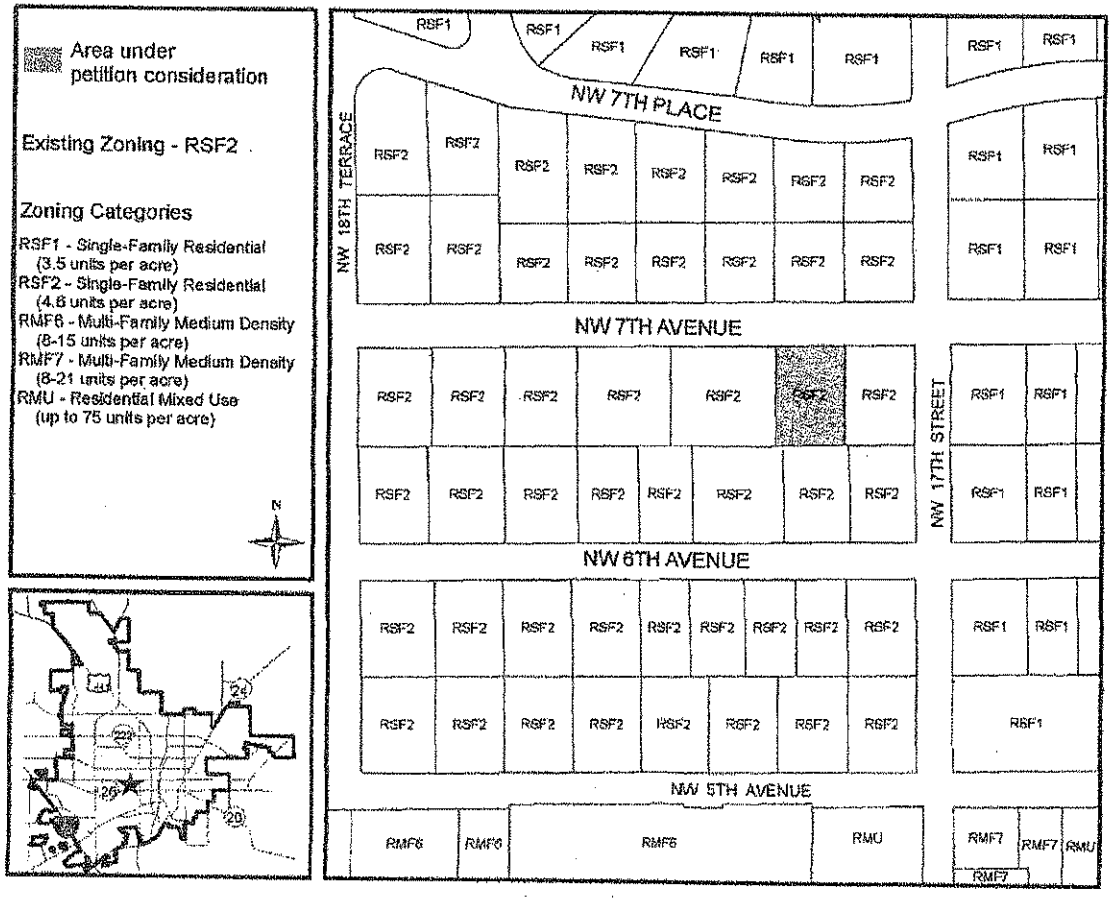 Area under
petition consideration
Existing Zoning - RSF2
Zoning Categories
RSF1 - Single-Family Residential
(3.5 units per acre)
RSF2 - Single-Family Residential
(4.6 units per acre)
RMF6 - Multi-Family Medium Density
(8-15 units per acre)
RMF7 - Multi-Family Medium Density
(8-21 units per acre)
RMU - Residential Mixed Use
(up to 75 units per acre)
N
24
222
26
20
RSF1 RSF1 RSF1 RSF1 RSF1 RSF1 RSF1 RSF1
NW 7TH PLACE
NW 18TH TERRACE
RSF2 RSF2 RSF2 RSF2 RSF2 RSF2 RSF2 RSF2 RSF1 RSF1
RSF2 RSF2 RSF2 RSF2 RSF2 RSF2 RSF2 RSF2 RSF1 RSF1
NW 7TH AVENUE
RSF2 RSF2 RSF2 RSF2 RSF2 RSF2 RSF2 RSF1 RSF1
NW 17TH STREET
RSF2 RSF2 RSF2 RSF2 RSF2 RSF2 RSF2 RSF2 RSF1 RSF1
NW 6TH AVENUE
RSF2 RSF2 RSF2 RSF2 RSF2 RSF2 RSF2 RSF2 RSF2 RSF1 RSF1
RSF2 RSF2 RSF2 RSF2 RSF2 RSF2 RSF2 RSF2 RSF1
NW 5TH AVENUE
RMF6 RMF6 RMF6 RMU RMF7 RMF7 RMU
RMF7